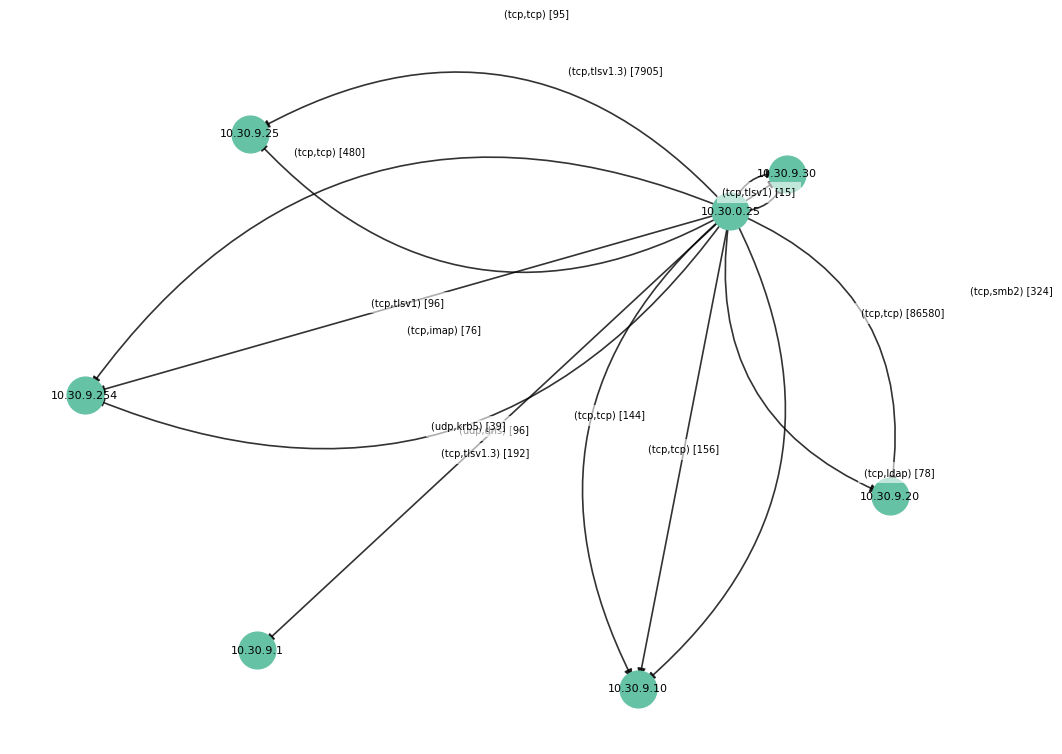 (tcp,tcp) [95]
(tcp,tlsv1.3) [7905]
10.30.9.25
(tcp,tcp) [480]
10.30.9.30
(tcp,tlsv1) [15]
10.30.0.25
(tcp,smb2) [324]
(tcp,tlsv1) [96]
(tcp,tcp) [86580]
(tcp,imap) [76]
10.30.9.254
(tcp,tcp) [144]
(udp,krb5) [39]
(udp,dns) [96]
(tcp,tcp) [156]
(tcp,tlsv1.3) [192]
(tcp,ldap) [78]
10.30.9.20
10.30.9.1
10.30.9.10